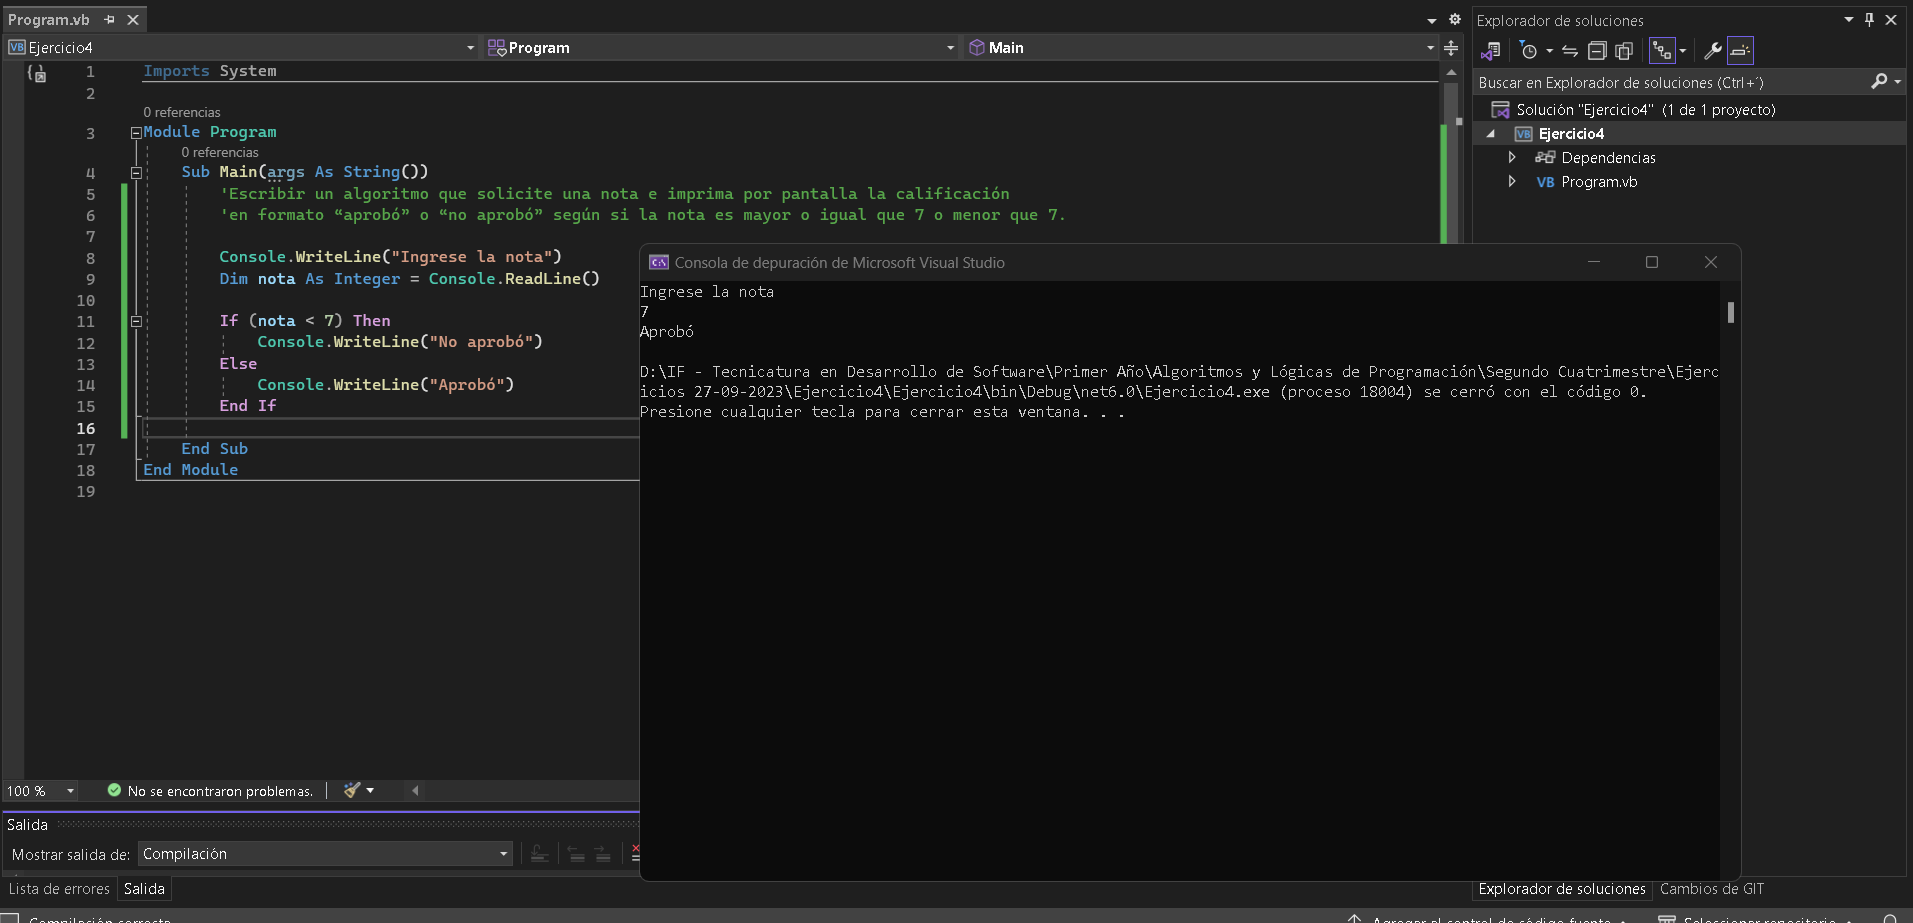 Program.vb
Ejercicio4
Program
Main
1 Imports System
2
0 referencias
3 Module Program
0 referencias
4 Sub Main(args As String())
5 'Escribir un algoritmo que solicite una nota e imprima por pantalla la calificación
6 'en formato “aprobó” o “no aprobó” según si la nota es mayor o igual que 7 o menor que 7.
7
8 Console.WriteLine("Ingrese la nota")
9 Dim nota As Integer = Console.ReadLine()
10
11 If (nota < 7) Then
12 Console.WriteLine("No aprobó")
13 Else
14 Console.WriteLine("Aprobó")
15 End If
16
17 End Sub
18 End Module
19
100 %
No se encontraron problemas.
Salida
Mostrar salida de: Compilación
Lista de errores
Salida
Consola de depuración de Microsoft Visual Studio
Ingrese la nota
7
Aprobó
D:\IF - Tecnicatura en Desarrollo de Software\Primer Año\Algoritmos y Lógicas de Programación\Segundo Cuatrimestre\Ejerc
icios 27-09-2023\Ejercicio4\Ejercicio4\bin\Debug\net6.0\Ejercicio4.exe (proceso 18004) se cerró con el código 0.
Presione cualquier tecla para cerrar esta ventana. . .
Explorador de soluciones
Buscar en Explorador de soluciones (Ctrl+´)
Solución "Ejercicio4" (1 de 1 proyecto)
VB Ejercicio4
Dependencias
VB Program.vb
Explorador de soluciones
Cambios de GIT
Compilación correcta
Agregar al control de código fuente
Seleccionar repositorio